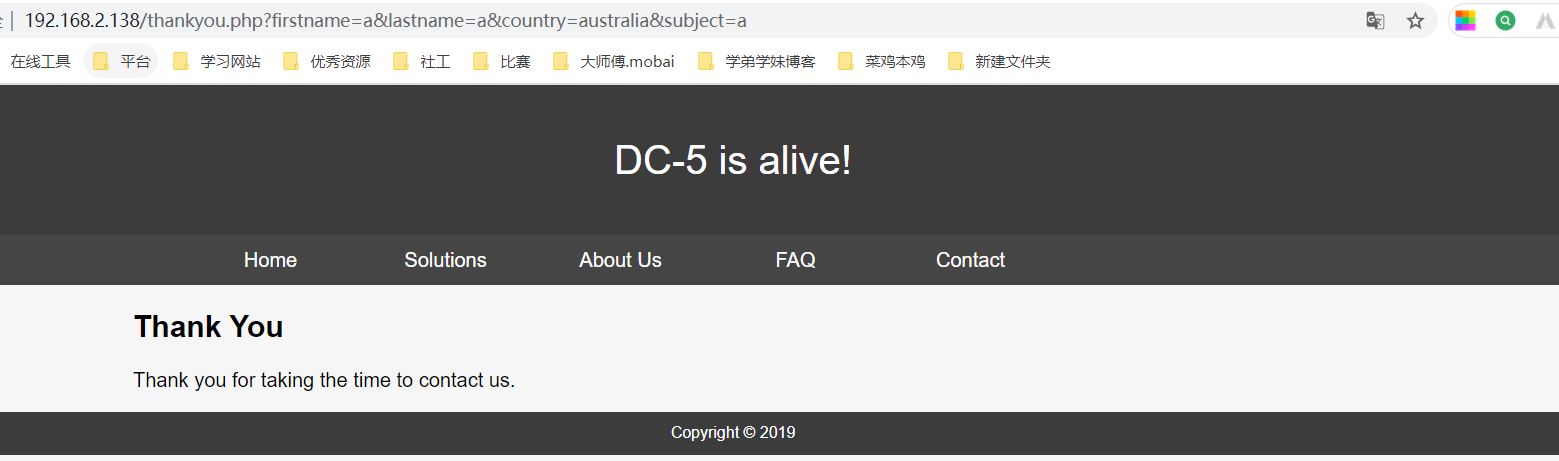 192.168.2.138/thankyou.php?firstname=a&lastname=a&country=australia&subject=a
在线工具 平台 学习网站 优秀资源 社工 比赛 大师傅.mobai 学弟学妹博客 菜鸡本鸡 新建文件夹
DC-5 is alive!
Home Solutions About Us FAQ Contact
Thank You
Thank you for taking the time to contact us.
Copyright © 2019